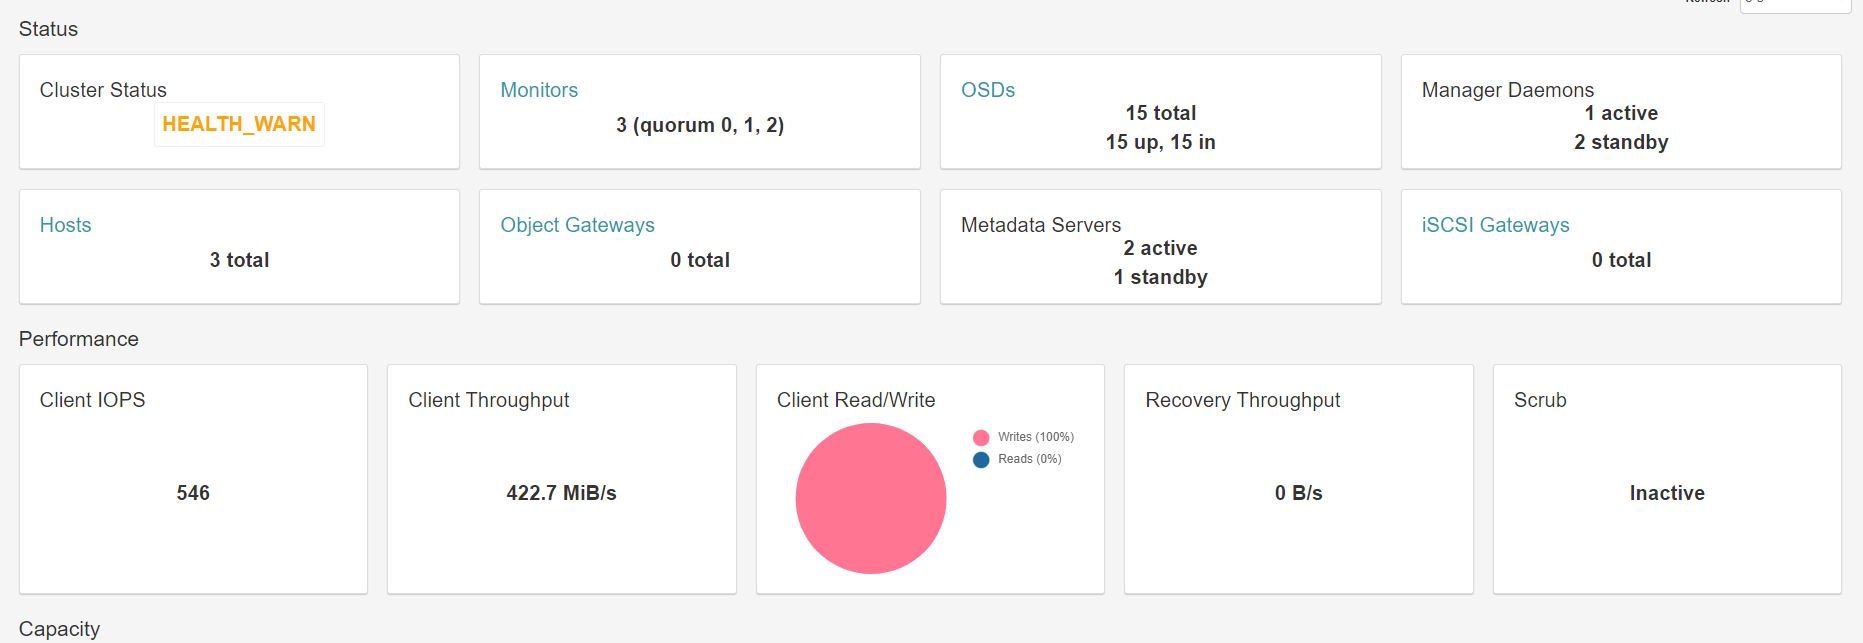 Status
Cluster Status
HEALTH_WARN
Monitors
3 (quorum 0, 1, 2)
OSDs
15 total
15 up, 15 in
Manager Daemons
1 active
2 standby
Hosts
3 total
Object Gateways
0 total
Metadata Servers
2 active
1 standby
iSCSI Gateways
0 total
Performance
Client IOPS
546
Client Throughput
422.7 MiB/s
Client Read/Write
Writes (100%)
Reads (0%)
Recovery Throughput
0 B/s
Scrub
Inactive
Capacity